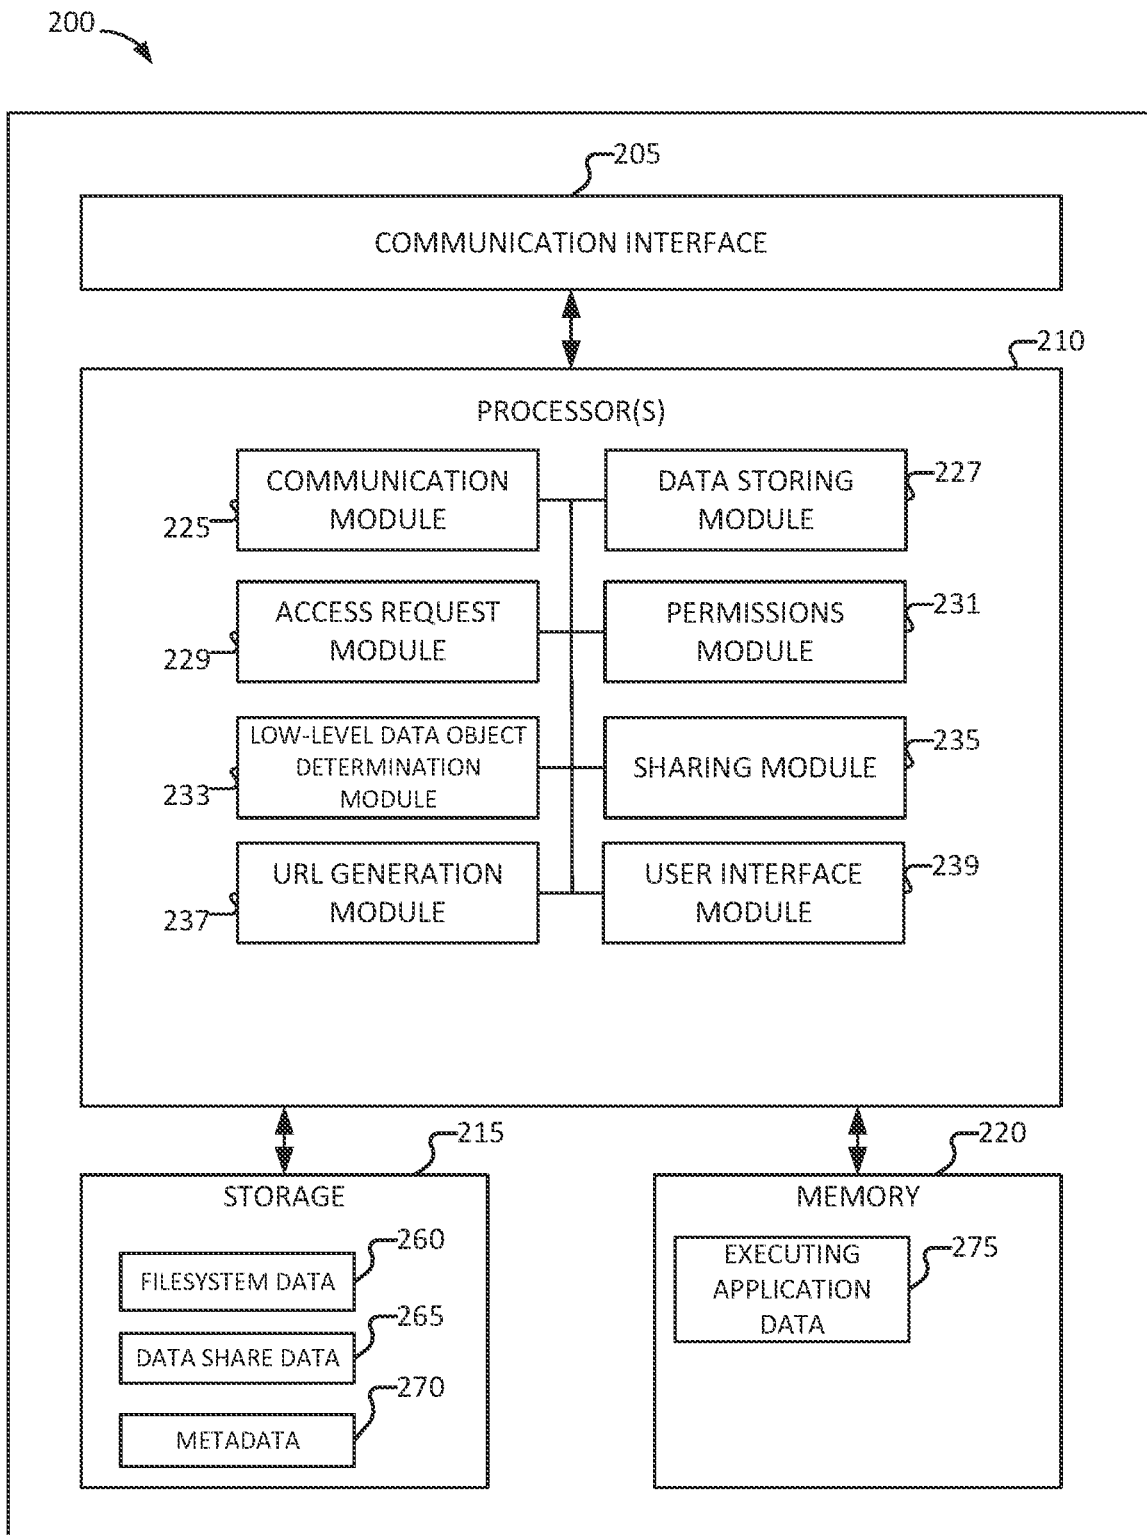 200
205
COMMUNICATION INTERFACE
210
PROCESSOR(S)
COMMUNICATION
MODULE
225
DATA STORING
MODULE
227
ACCESS REQUEST
MODULE
229
PERMISSIONS
MODULE
231
LOW-LEVEL DATA OBJECT
DETERMINATION
MODULE
233
SHARING MODULE
235
URL GENERATION
MODULE
237
USER INTERFACE
MODULE
239
215
STORAGE
260
FILESYSTEM DATA
265
DATA SHARE DATA
270
METADATA
220
MEMORY
EXECUTING
APPLICATION
DATA
275